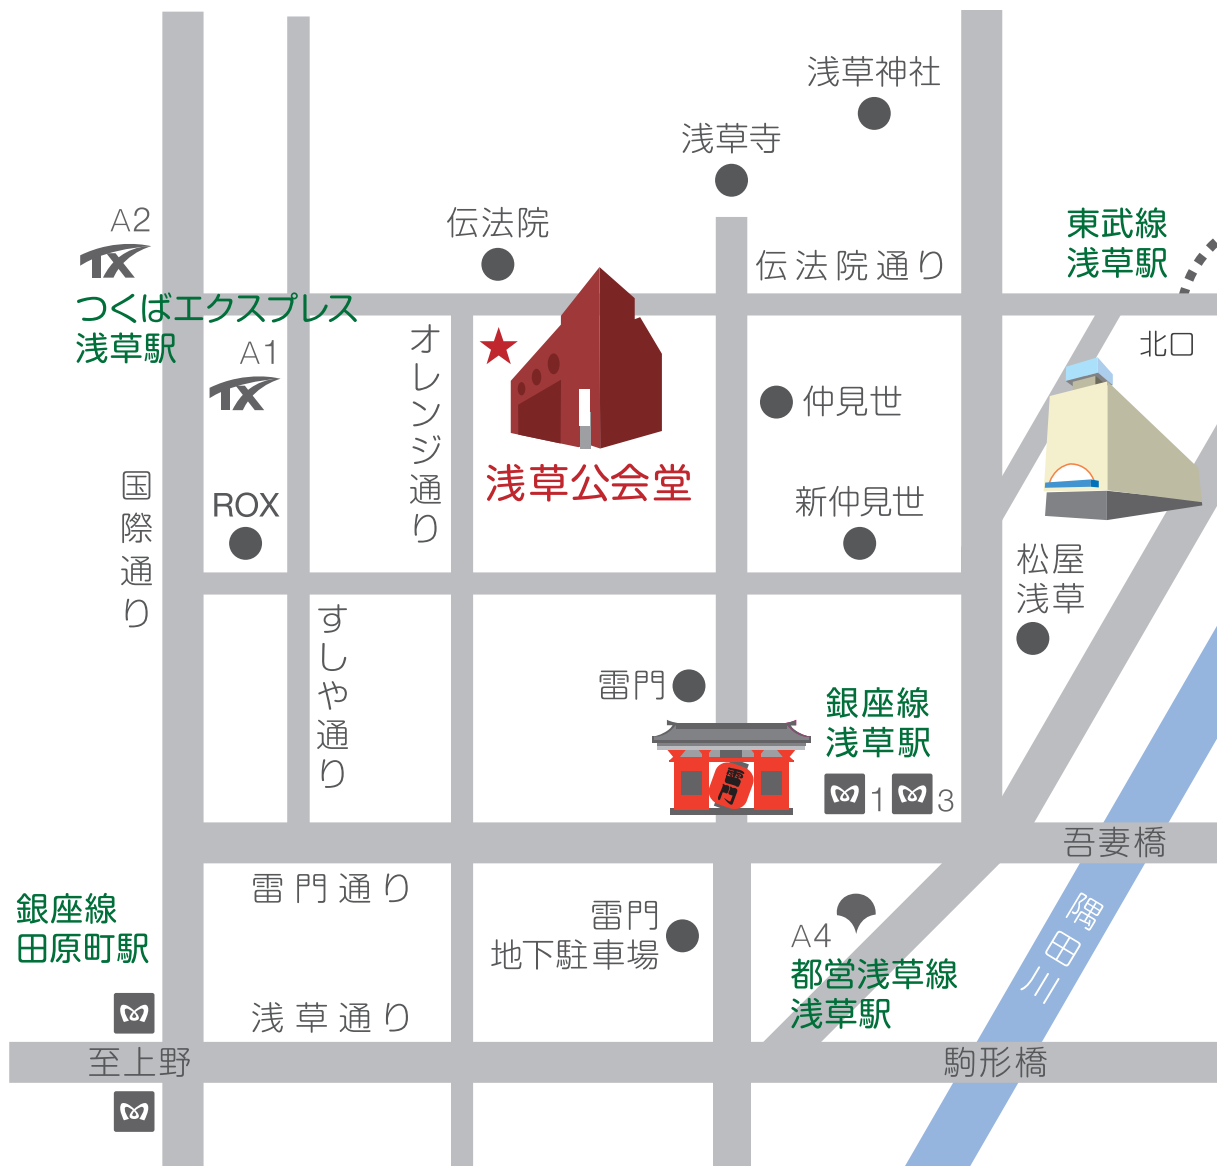 浅草神社
浅草寺
A2
TX
つくばエクスプレス
浅草駅
A1
TX
伝法院
伝法院通り
東武線
浅草駅
北口
オレンジ通り
浅草公会堂
仲見世
新仲見世
国際通り
ROX
松屋
浅草
すしや通り
雷門
雷門
銀座線
浅草駅
1
3
吾妻橋
雷門通り
銀座線
田原町駅
雷門
地下駐車場
A4
都営浅草線
浅草駅
隅田川
浅草通り
至上野
駒形橋